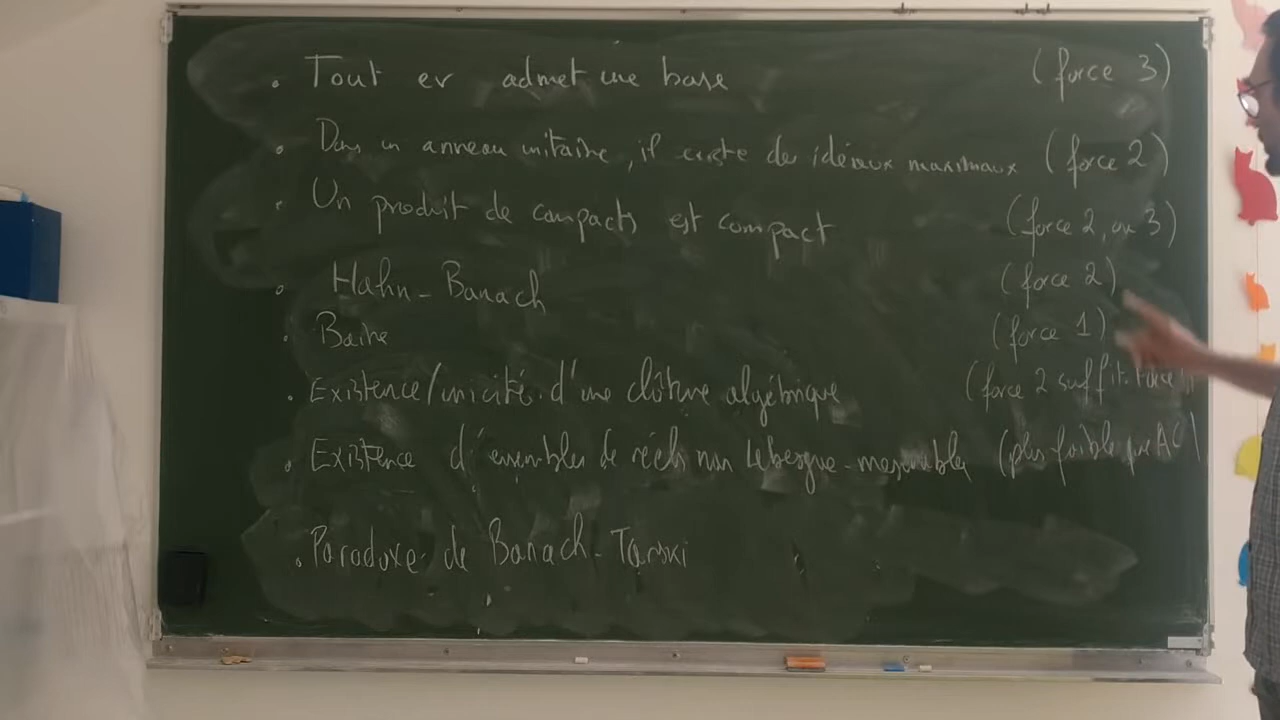 . Tout ev admet une base (force 3)
. Dans un anneau unitaire, il existe des idéaux maximaux (force 2)
. Un produit de compacts est compact (force 2, ou 3)
. Hahn-Banach (force 2)
. Baire (force 1)
. Existence/unicité d'une clôture algébrique (force 2 suffit
. Existence d'ensembles de réels non Lebesgue-mesurables (plus faible que AC)
. Paradoxe de Banach-Tarski